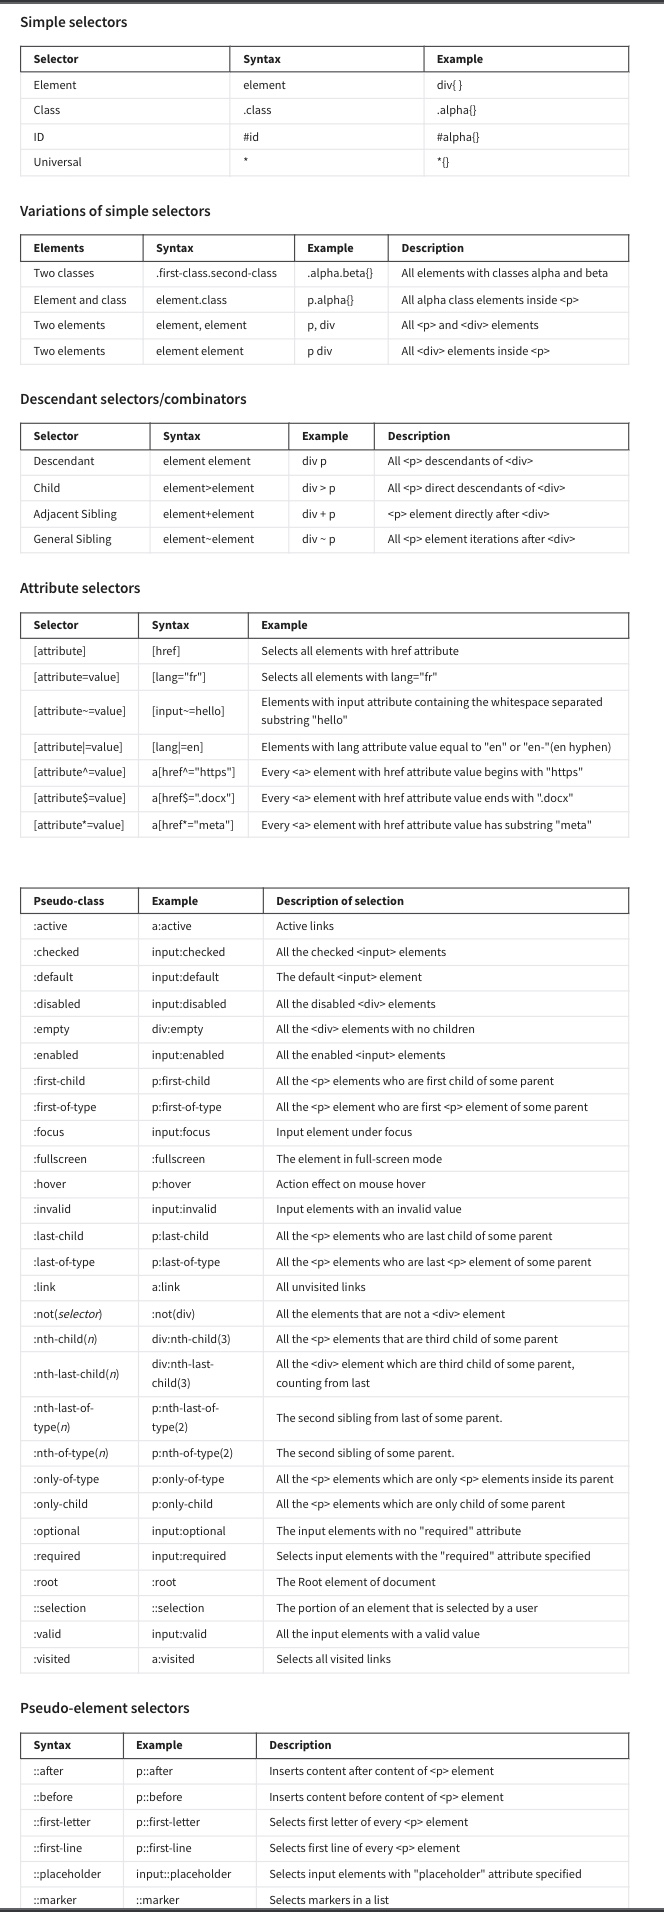 Simple selectors
Selector Syntax Example
Element element div{ }
Class .class .alpha{}
ID #id #alpha{}
Universal * *{}
Variations of simple selectors
Elements Syntax Example Description
Two classes .first-class.second-class .alpha.beta{} All elements with classes alpha and beta
Element and class element.class p.alpha{} All alpha class elements inside <p>
Two elements element, element p, div All <p> and <div> elements
Two elements element element p div All <div> elements inside <p>
Descendant selectors/combinators
Selector Syntax Example Description
Descendant element element div p All <p> descendants of <div>
Child element>element div > p All <p> direct descendants of <div>
Adjacent Sibling element+element div + p <p> element directly after <div>
General Sibling element~element div ~ p All <p> element iterations after <div>
Attribute selectors
Selector Syntax Example
[attribute] [href] Selects all elements with href attribute
[attribute=value] [lang="fr"] Selects all elements with lang="fr"
[attribute~=value] [input~=hello] Elements with input attribute containing the whitespace separated
substring "hello"
[attribute|=value] [lang|=en] Elements with lang attribute value equal to "en" or "en-"(en hyphen)
[attribute^=value] a[href^="https"] Every <a> element with href attribute value begins with "https"
[attribute$=value] a[href$=".docx"] Every <a> element with href attribute value ends with ".docx"
[attribute*=value] a[href*="meta"] Every <a> element with href attribute value has substring "meta"
Pseudo-class Example Description of selection
:active a:active Active links
:checked input:checked All the checked <input> elements
:default input:default The default <input> element
:disabled input:disabled All the disabled <div> elements
:empty div:empty All the <div> elements with no children
:enabled input:enabled All the enabled <input> elements
:first-child p:first-child All the <p> elements who are first child of some parent
:first-of-type p:first-of-type All the <p> element who are first <p> element of some parent
:focus input:focus Input element under focus
:fullscreen :fullscreen The element in full-screen mode
:hover p:hover Action effect on mouse hover
:invalid input:invalid Input elements with an invalid value
:last-child p:last-child All the <p> elements who are last child of some parent
:last-of-type p:last-of-type All the <p> elements who are last <p> element of some parent
:link a:link All unvisited links
:not(selector) :not(div) All the elements that are not a <div> element
:nth-child(n) div:nth-child(3) All the <p> elements that are third child of some parent
:nth-last-child(n) div:nth-last-
child(3) All the <div> element which are third child of some parent,
counting from last
:nth-last-of-
type(n) p:nth-last-of-
type(2) The second sibling from last of some parent.
:nth-of-type(n) p:nth-of-type(2) The second sibling of some parent.
:only-of-type p:only-of-type All the <p> elements which are only <p> elements inside its parent
:only-child p:only-child All the <p> elements which are only child of some parent
:optional input:optional The input elements with no "required" attribute
:required input:required Selects input elements with the "required" attribute specified
:root :root The Root element of document
::selection ::selection The portion of an element that is selected by a user
:valid input:valid All the input elements with a valid value
:visited a:visited Selects all visited links
Pseudo-element selectors
Syntax Example Description
::after p::after Inserts content after content of <p> element
::before p::before Inserts content before content of <p> element
::first-letter p::first-letter Selects first letter of every <p> element
::first-line p::first-line Selects first line of every <p> element
::placeholder input::placeholder Selects input elements with "placeholder" attribute specified
::marker ::marker Selects markers in a list